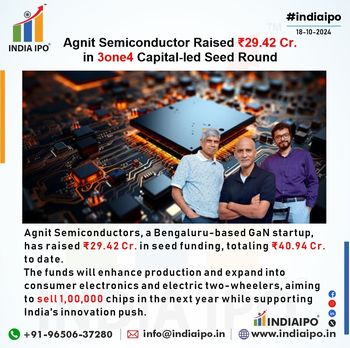 INDIA IPO
#indiaipo
18-10-2024
Agnit Semiconductor Raised ₹29.42 Cr.
in 3one4 Capital-led Seed Round
Agnit Semiconductors, a Bengaluru-based GaN startup,
has raised ₹29.42 Cr. in seed funding, totaling ₹40.94 Cr.
to date.
The funds will enhance production and expand into
consumer electronics and electric two-wheelers, aiming
to sell 1,00,000 chips in the next year while supporting
India's innovation push.
INDIAIPO
+91-96506-37280
info@indiaipo.in
www.indiaipo.in